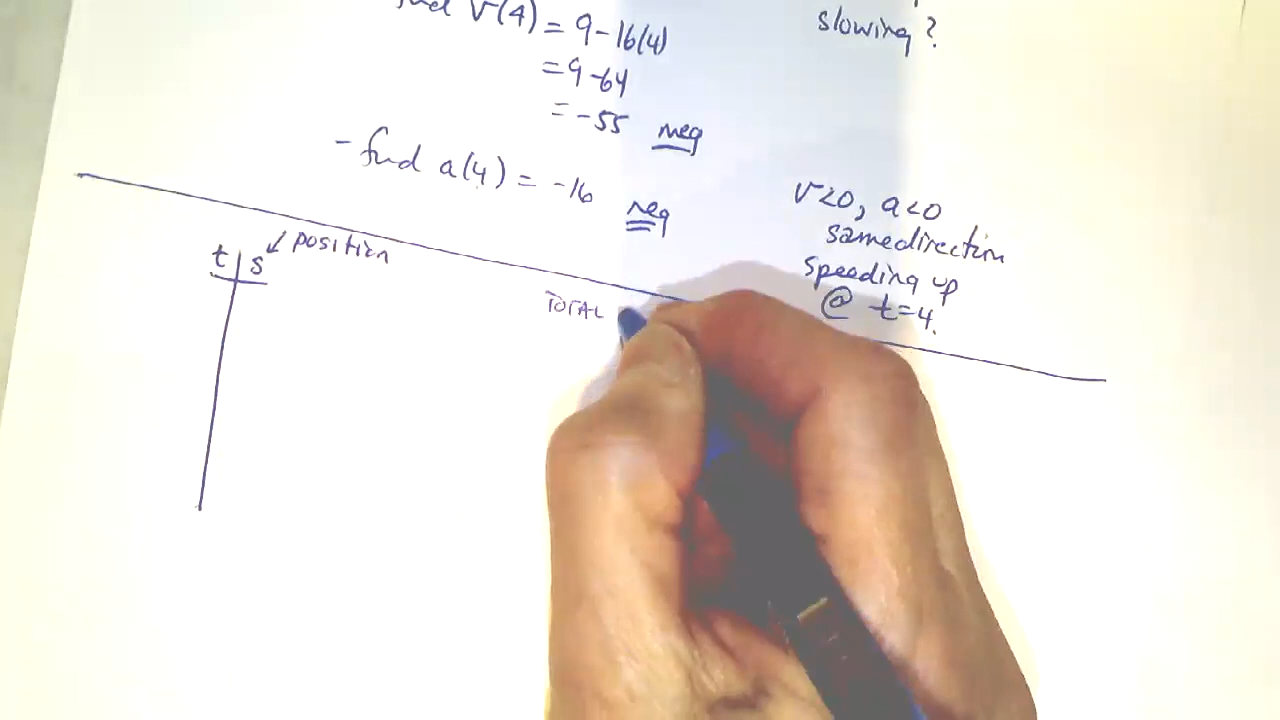 find V(4) = 9 - 16(4)
= 9 - 64
= -55 neg
- find a(4) = -16 neg
slowing?
V<0, a<0
same direction
speeding up
@ t=4.
t s ↙ position
TOTAL